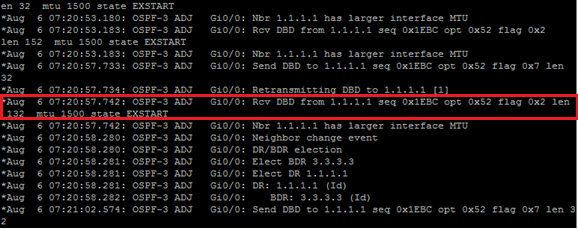 en 32  mtu 1500 state EXSTART
*Aug  6 07:20:53.180: OSPF-3 ADJ   Gi0/0: Nbr 1.1.1.1 has larger interface MTU
*Aug  6 07:20:53.183: OSPF-3 ADJ   Gi0/0: Rcv DBD from 1.1.1.1 seq 0x1EBC opt 0x52 flag 0x2
len 152  mtu 1500 state EXSTART
*Aug  6 07:20:53.183: OSPF-3 ADJ   Gi0/0: Nbr 1.1.1.1 has larger interface MTU
*Aug  6 07:20:57.733: OSPF-3 ADJ   Gi0/0: Send DBD to 1.1.1.1 seq 0x1EBC opt 0x52 flag 0x7 len
32
*Aug  6 07:20:57.734: OSPF-3 ADJ   Gi0/0: Retransmitting DBD to 1.1.1.1 [1]
*Aug  6 07:20:57.742: OSPF-3 ADJ   Gi0/0: Rcv DBD from 1.1.1.1 seq 0x1EBC opt 0x52 flag 0x2 len
132  mtu 1500 state EXSTART
*Aug  6 07:20:57.742: OSPF-3 ADJ   Gi0/0: Nbr 1.1.1.1 has larger interface MTU
*Aug  6 07:20:58.280: OSPF-3 ADJ   Gi0/0: Neighbor change event
*Aug  6 07:20:58.280: OSPF-3 ADJ   Gi0/0: DR/BDR election
*Aug  6 07:20:58.281: OSPF-3 ADJ   Gi0/0: Elect BDR 3.3.3.3
*Aug  6 07:20:58.281: OSPF-3 ADJ   Gi0/0: Elect DR 1.1.1.1
*Aug  6 07:20:58.281: OSPF-3 ADJ   Gi0/0: DR: 1.1.1.1 (Id)
*Aug  6 07:20:58.281: OSPF-3 ADJ   Gi0/0:    BDR: 3.3.3.3 (Id)
*Aug  6 07:21:02.574: OSPF-3 ADJ   Gi0/0: Send DBD to 1.1.1.1 seq 0x1EBC opt 0x52 flag 0x7 len 3
2